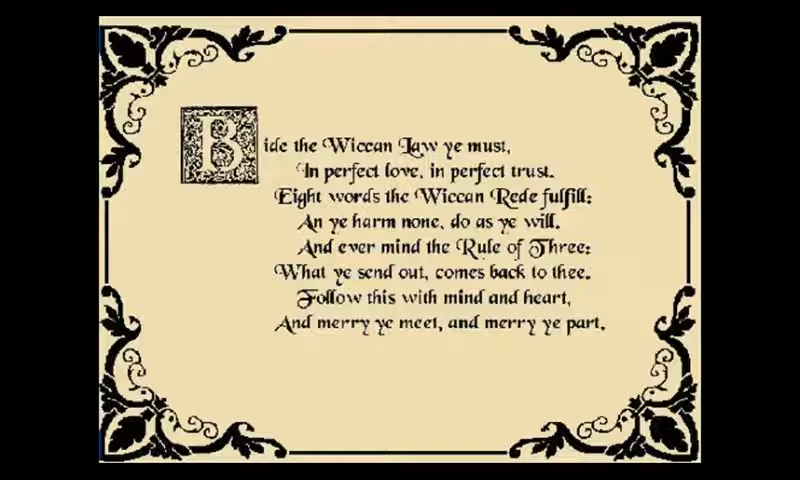 Bide the Wiccan Law ye must,
In perfect love, in perfect trust.
Eight words the Wiccan Rede fulfill:
An ye harm none, do as ye will.
And ever mind the Rule of Three:
What ye send out, comes back to thee.
Follow this with mind and heart,
And merry ye meet, and merry ye part.